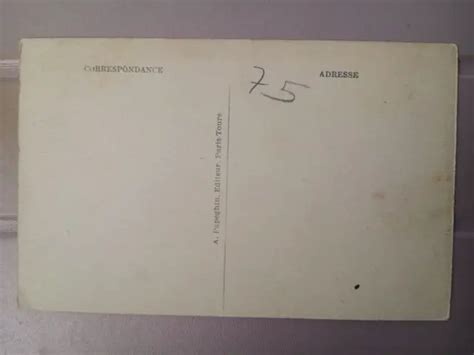 CORRESPONDANCE
75
ADRESSE
A. Papeghin, Editeur, Paris-Tours